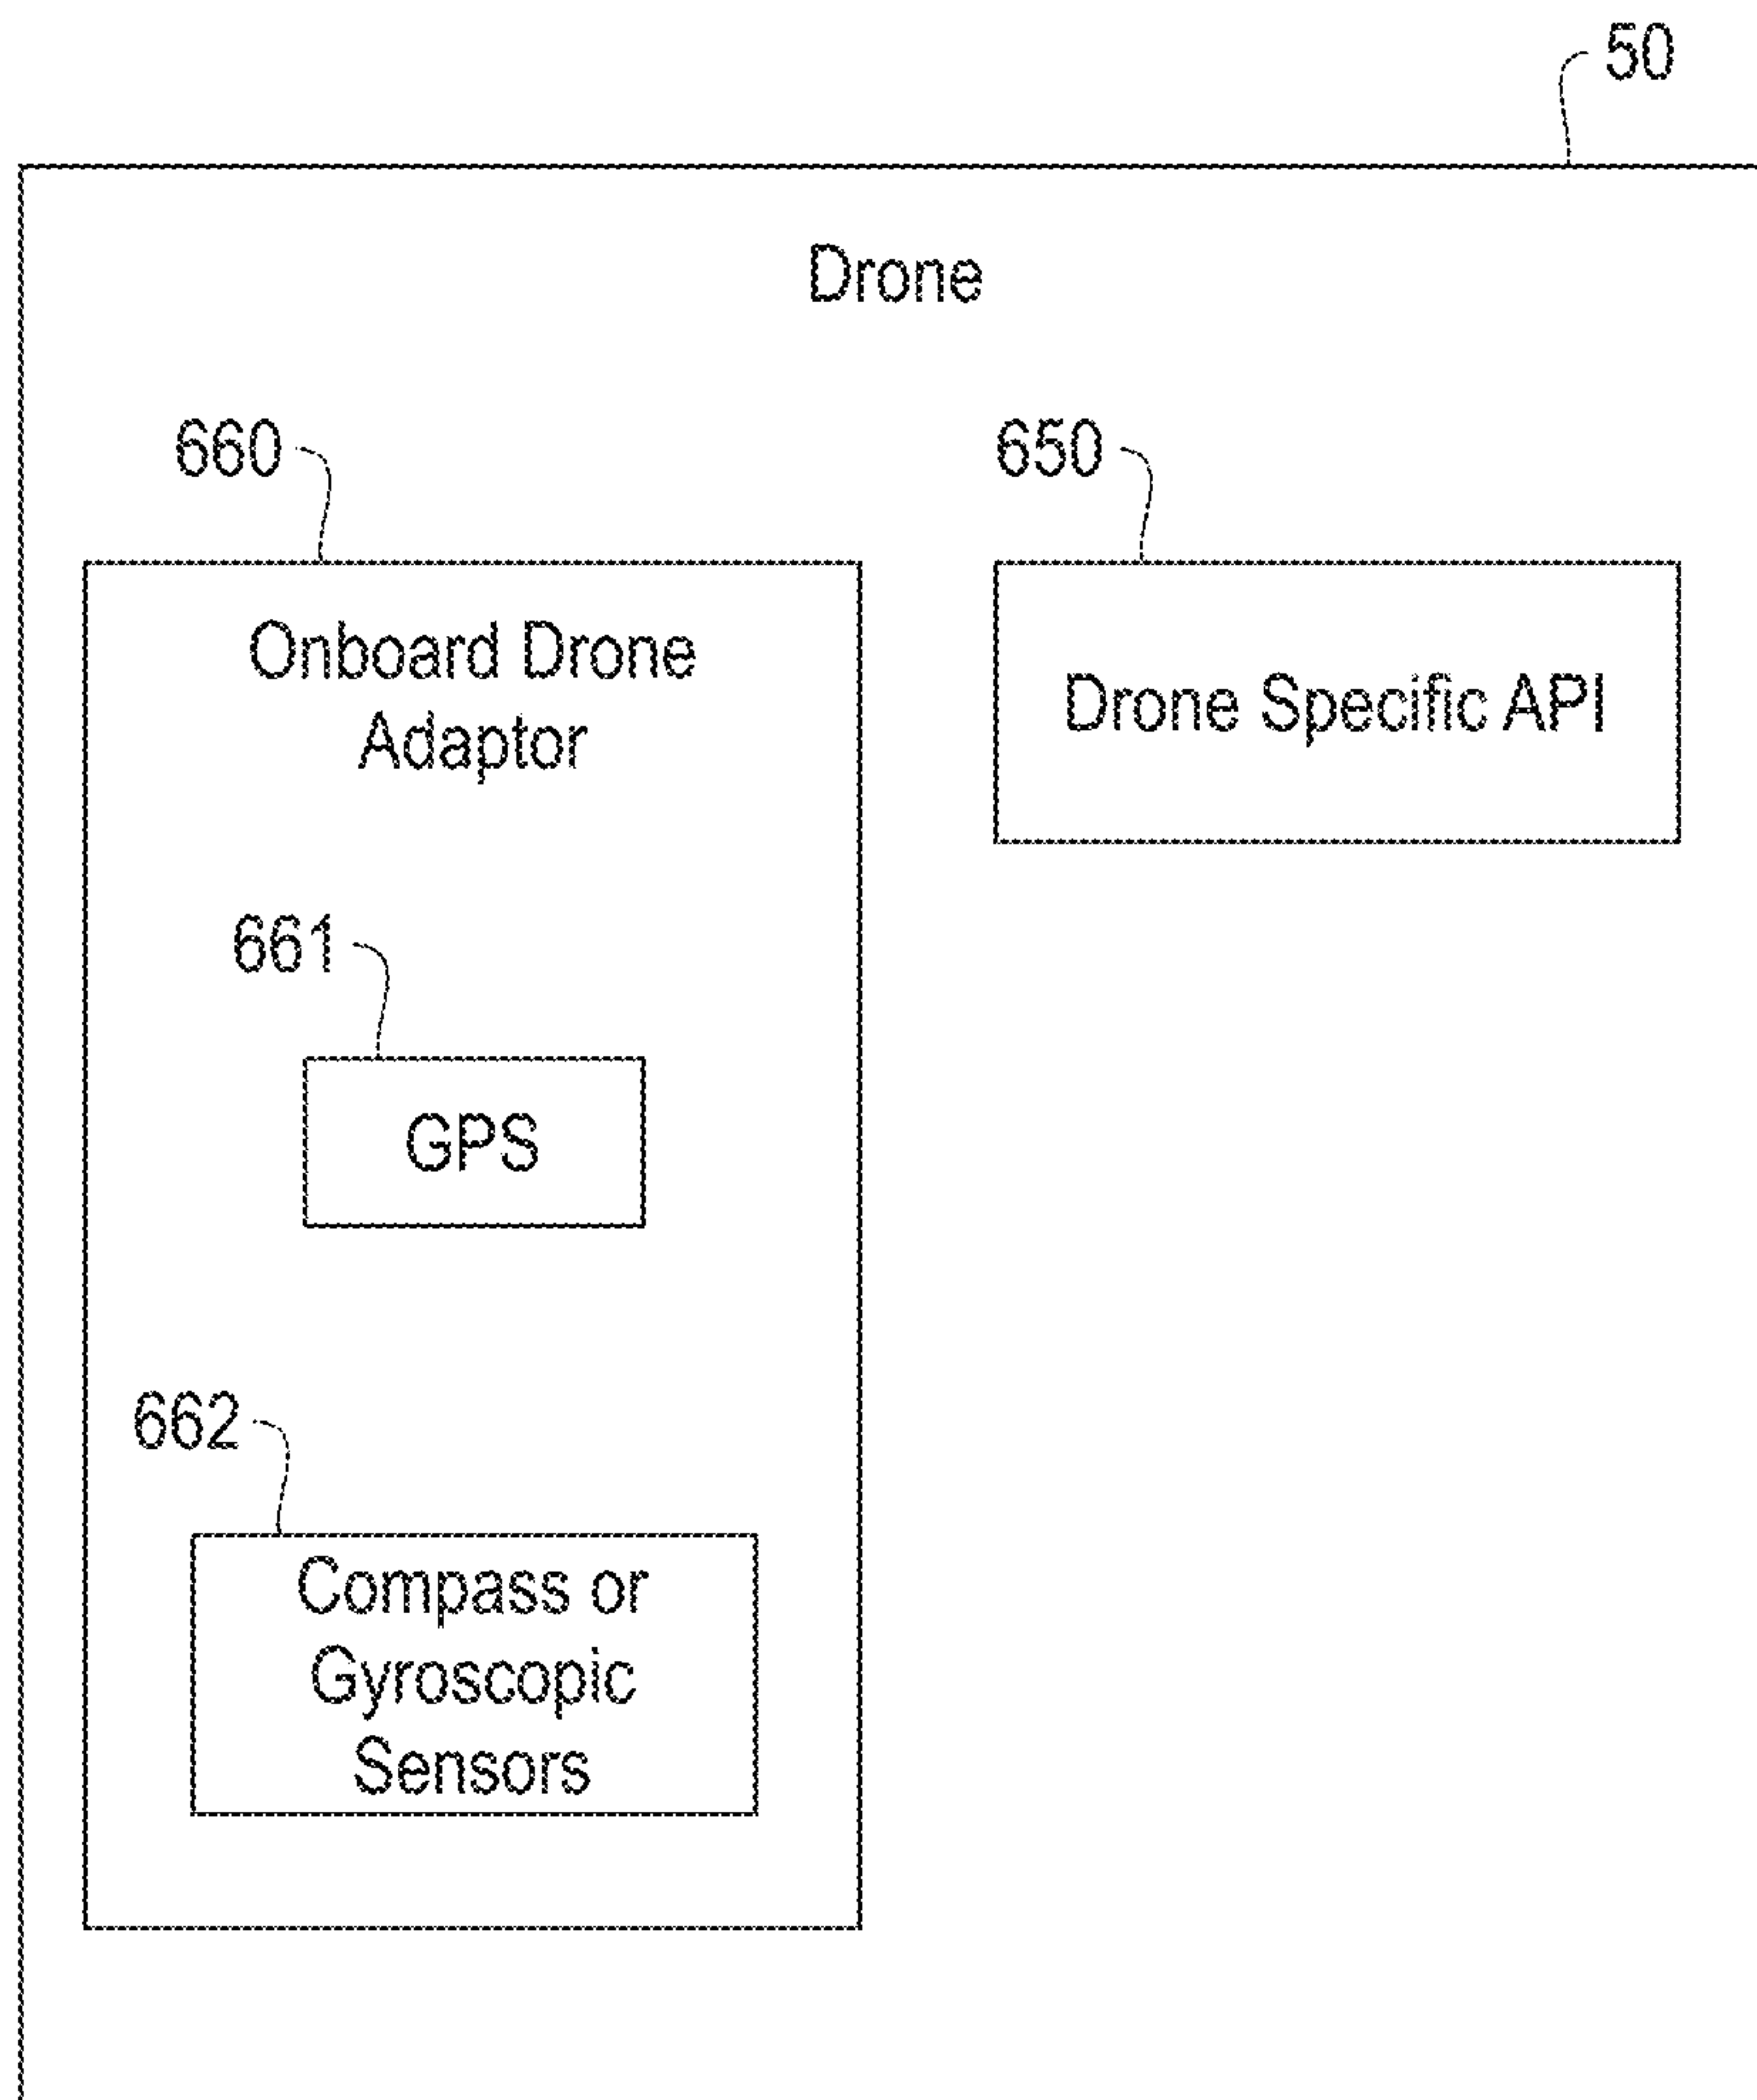 50
Drone
660
650
Onboard Drone
Adaptor
Drone Specific API
661
GPS
662
Compass or
Gyroscopic
Sensors